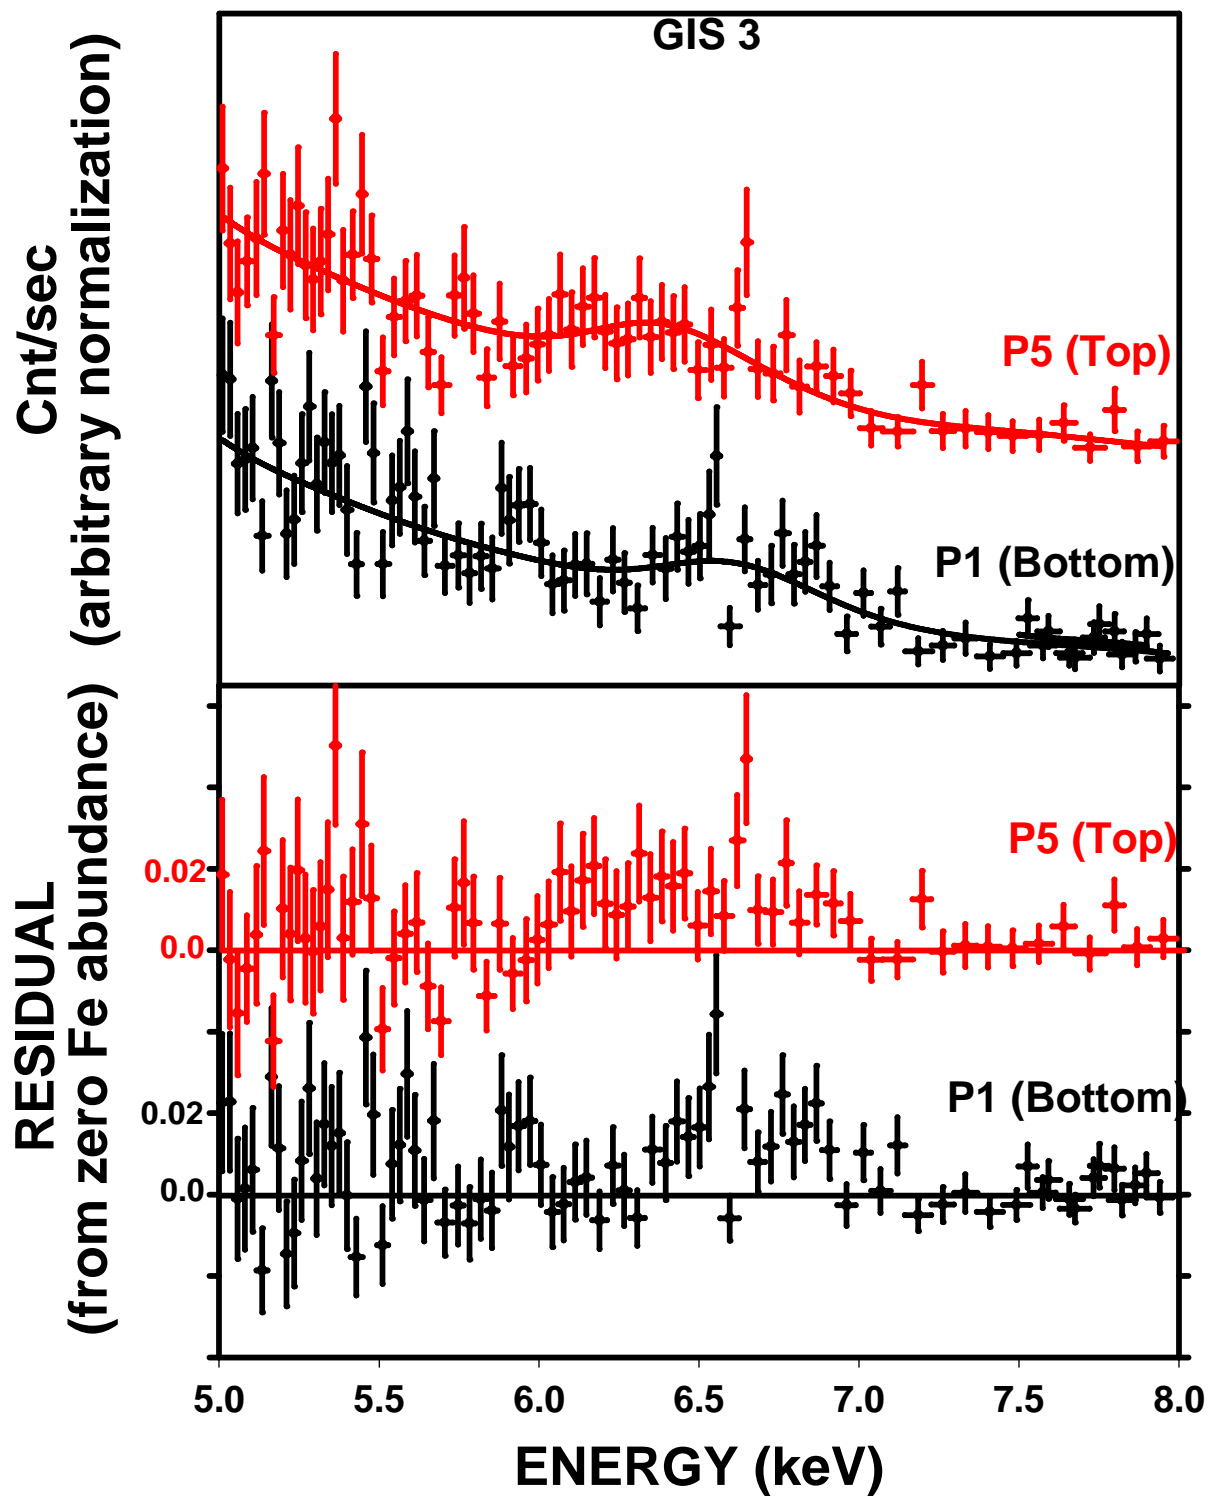 GIS 3
Cnt/sec
(arbitrary normalization)
P5 (Top)
P1 (Bottom)
RESIDUAL
(from zero Fe abundance)
P5 (Top)
0.02
0.0
P1 (Bottom)
0.02
0.0
5.0 5.5 6.0 6.5 7.0 7.5 8.0
ENERGY (keV)